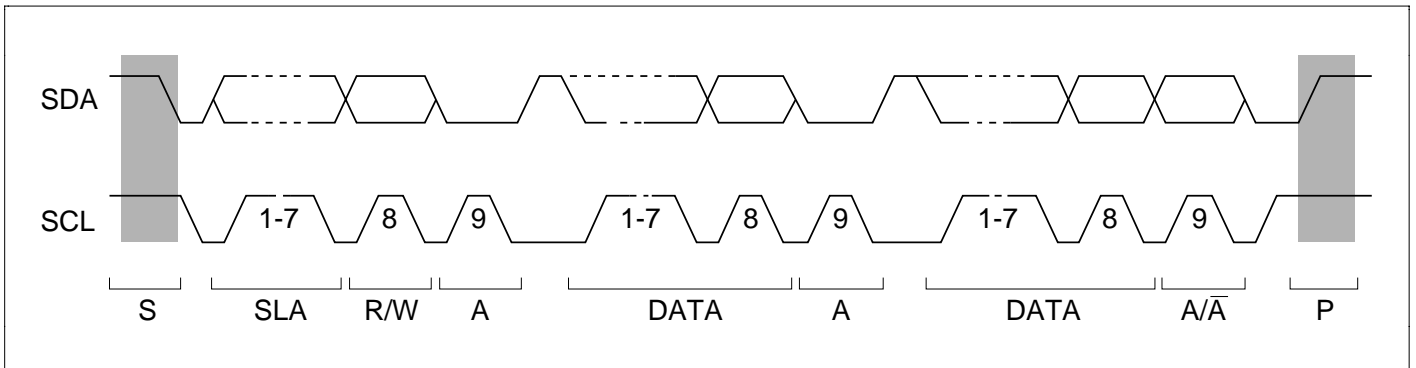 SDA
SCL 1-7 8 9 1-7 8 9 1-7 8 9
S SLA R/W A DATA A DATA A/A̅ P